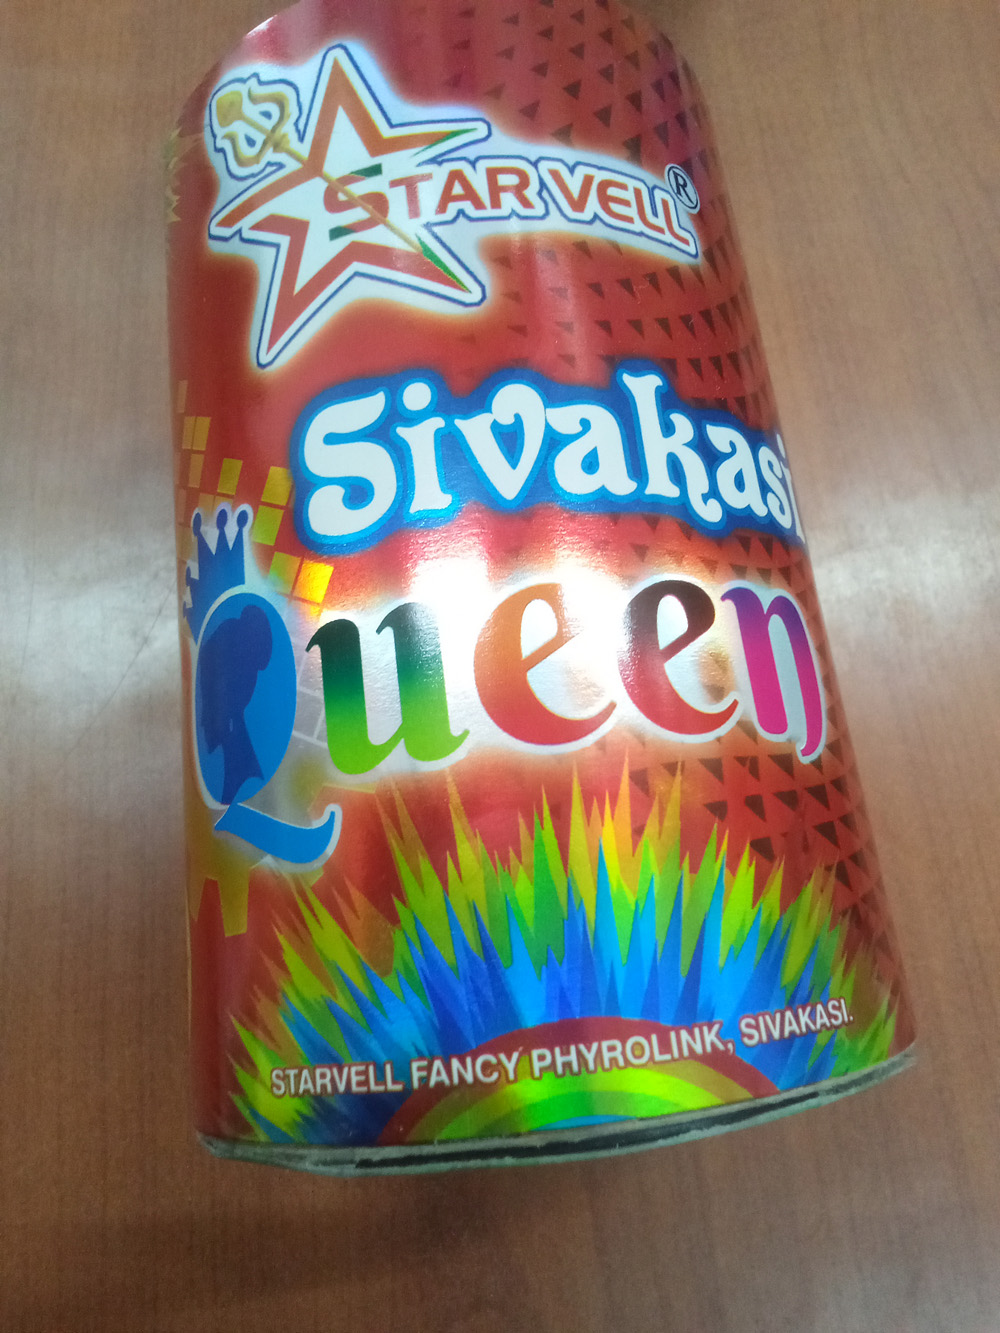 STAR VELL®
Sivakasi
Queen
STARVELL FANCY PHYROLINK, SIVAKASI.